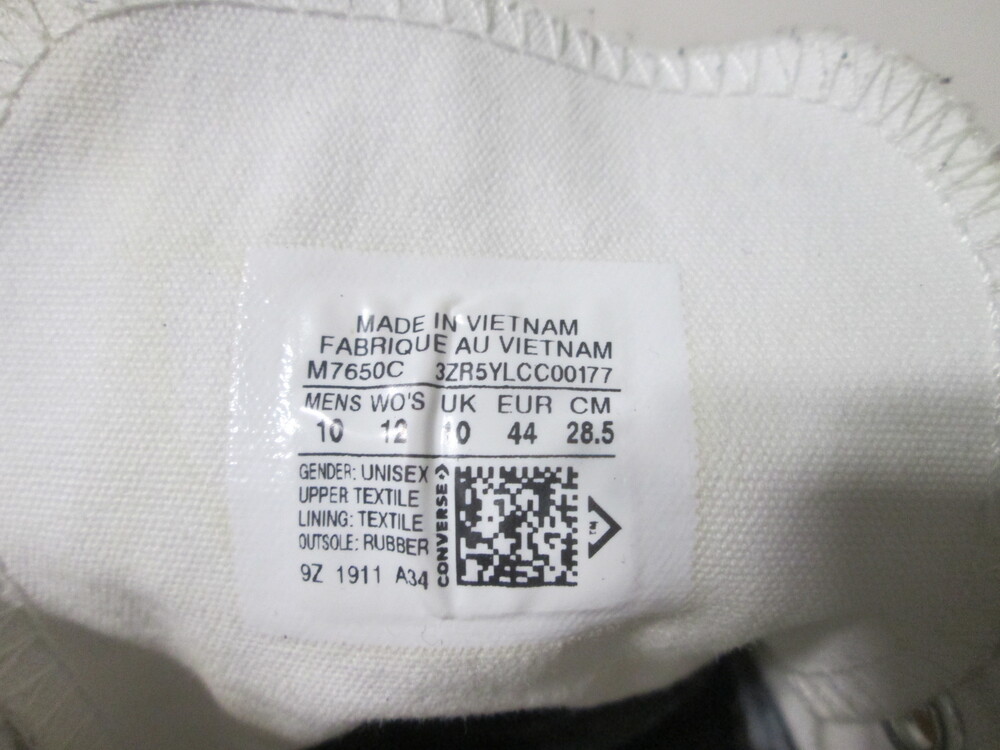 MADE IN VIETNAM
FABRIQUE AU VIETNAM
M7650C 3ZR5YLCC00177
MENS WO'S UK EUR CM
10 12 10 44 28.5
GENDER: UNISEX
UPPER TEXTILE
LINING: TEXTILE
OUTSOLE: RUBBER
9Z 1911 A34
CONVERSE
TM